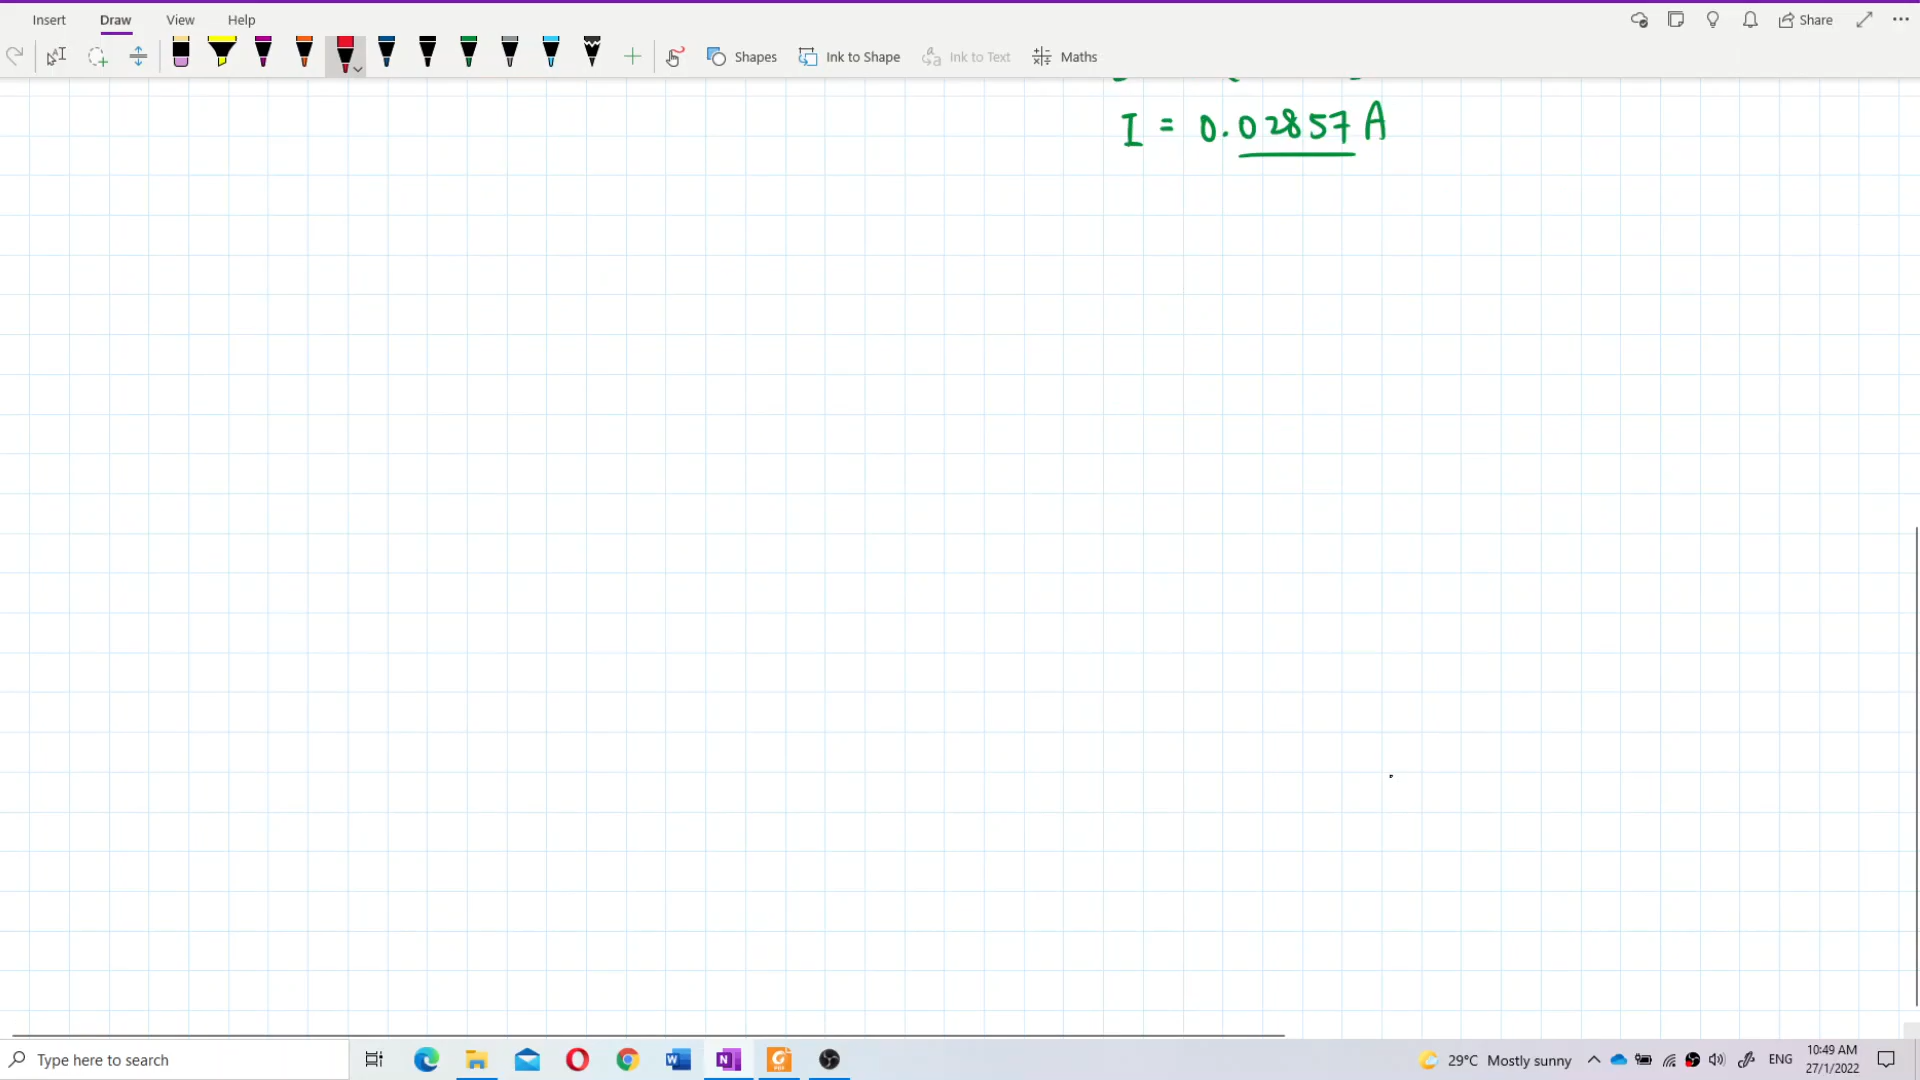 Insert Draw View Help Share
Shapes Ink to Shape Ink to Text Maths
I = 0.02857 A
Type here to search 29°C Mostly sunny ENG 10:49 AM
27/1/2022